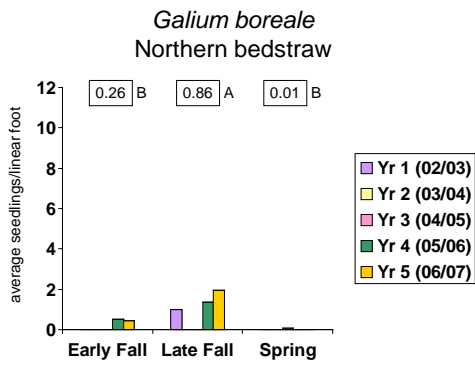 Galium boreale
Northern bedstraw
0.26 B 0.86 A 0.01 B
average seedlings/linear foot
12
10
8
6
4
2
0
Early Fall Late Fall Spring
Yr 1 (02/03)
Yr 2 (03/04)
Yr 3 (04/05)
Yr 4 (05/06)
Yr 5 (06/07)